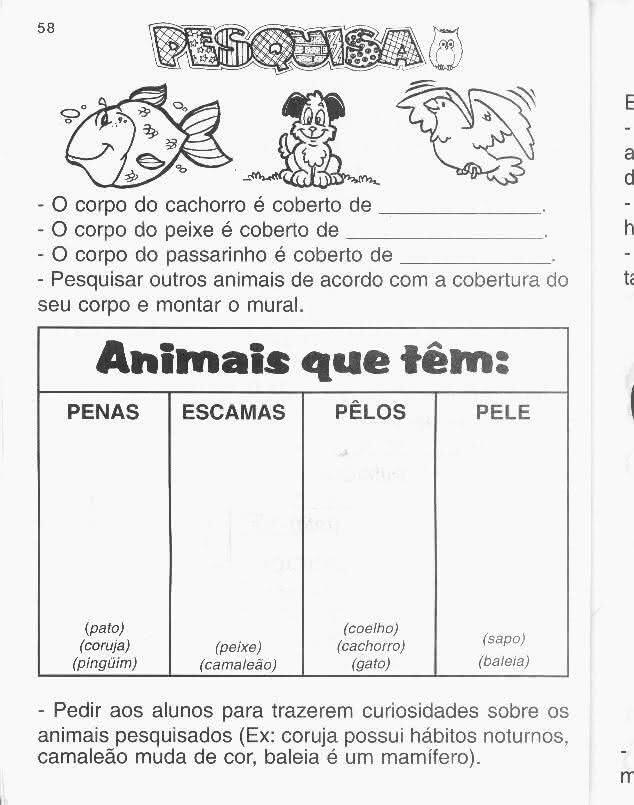 58
PESQUISA
- O corpo do cachorro é coberto de _______________.
- O corpo do peixe é coberto de __________________.
- O corpo do passarinho é coberto de ______________.
- Pesquisar outros animais de acordo com a cobertura do
seu corpo e montar o mural.
Animais que têm:
PENAS ESCAMAS PÊLOS PELE
(pato)
(coruja)
(pingüim)
(peixe)
(camaleão)
(coelho)
(cachorro)
(gato)
(sapo)
(baleia)
- Pedir aos alunos para trazerem curiosidades sobre os
animais pesquisados (Ex: coruja possui hábitos noturnos,
camaleão muda de cor, baleia é um mamífero).